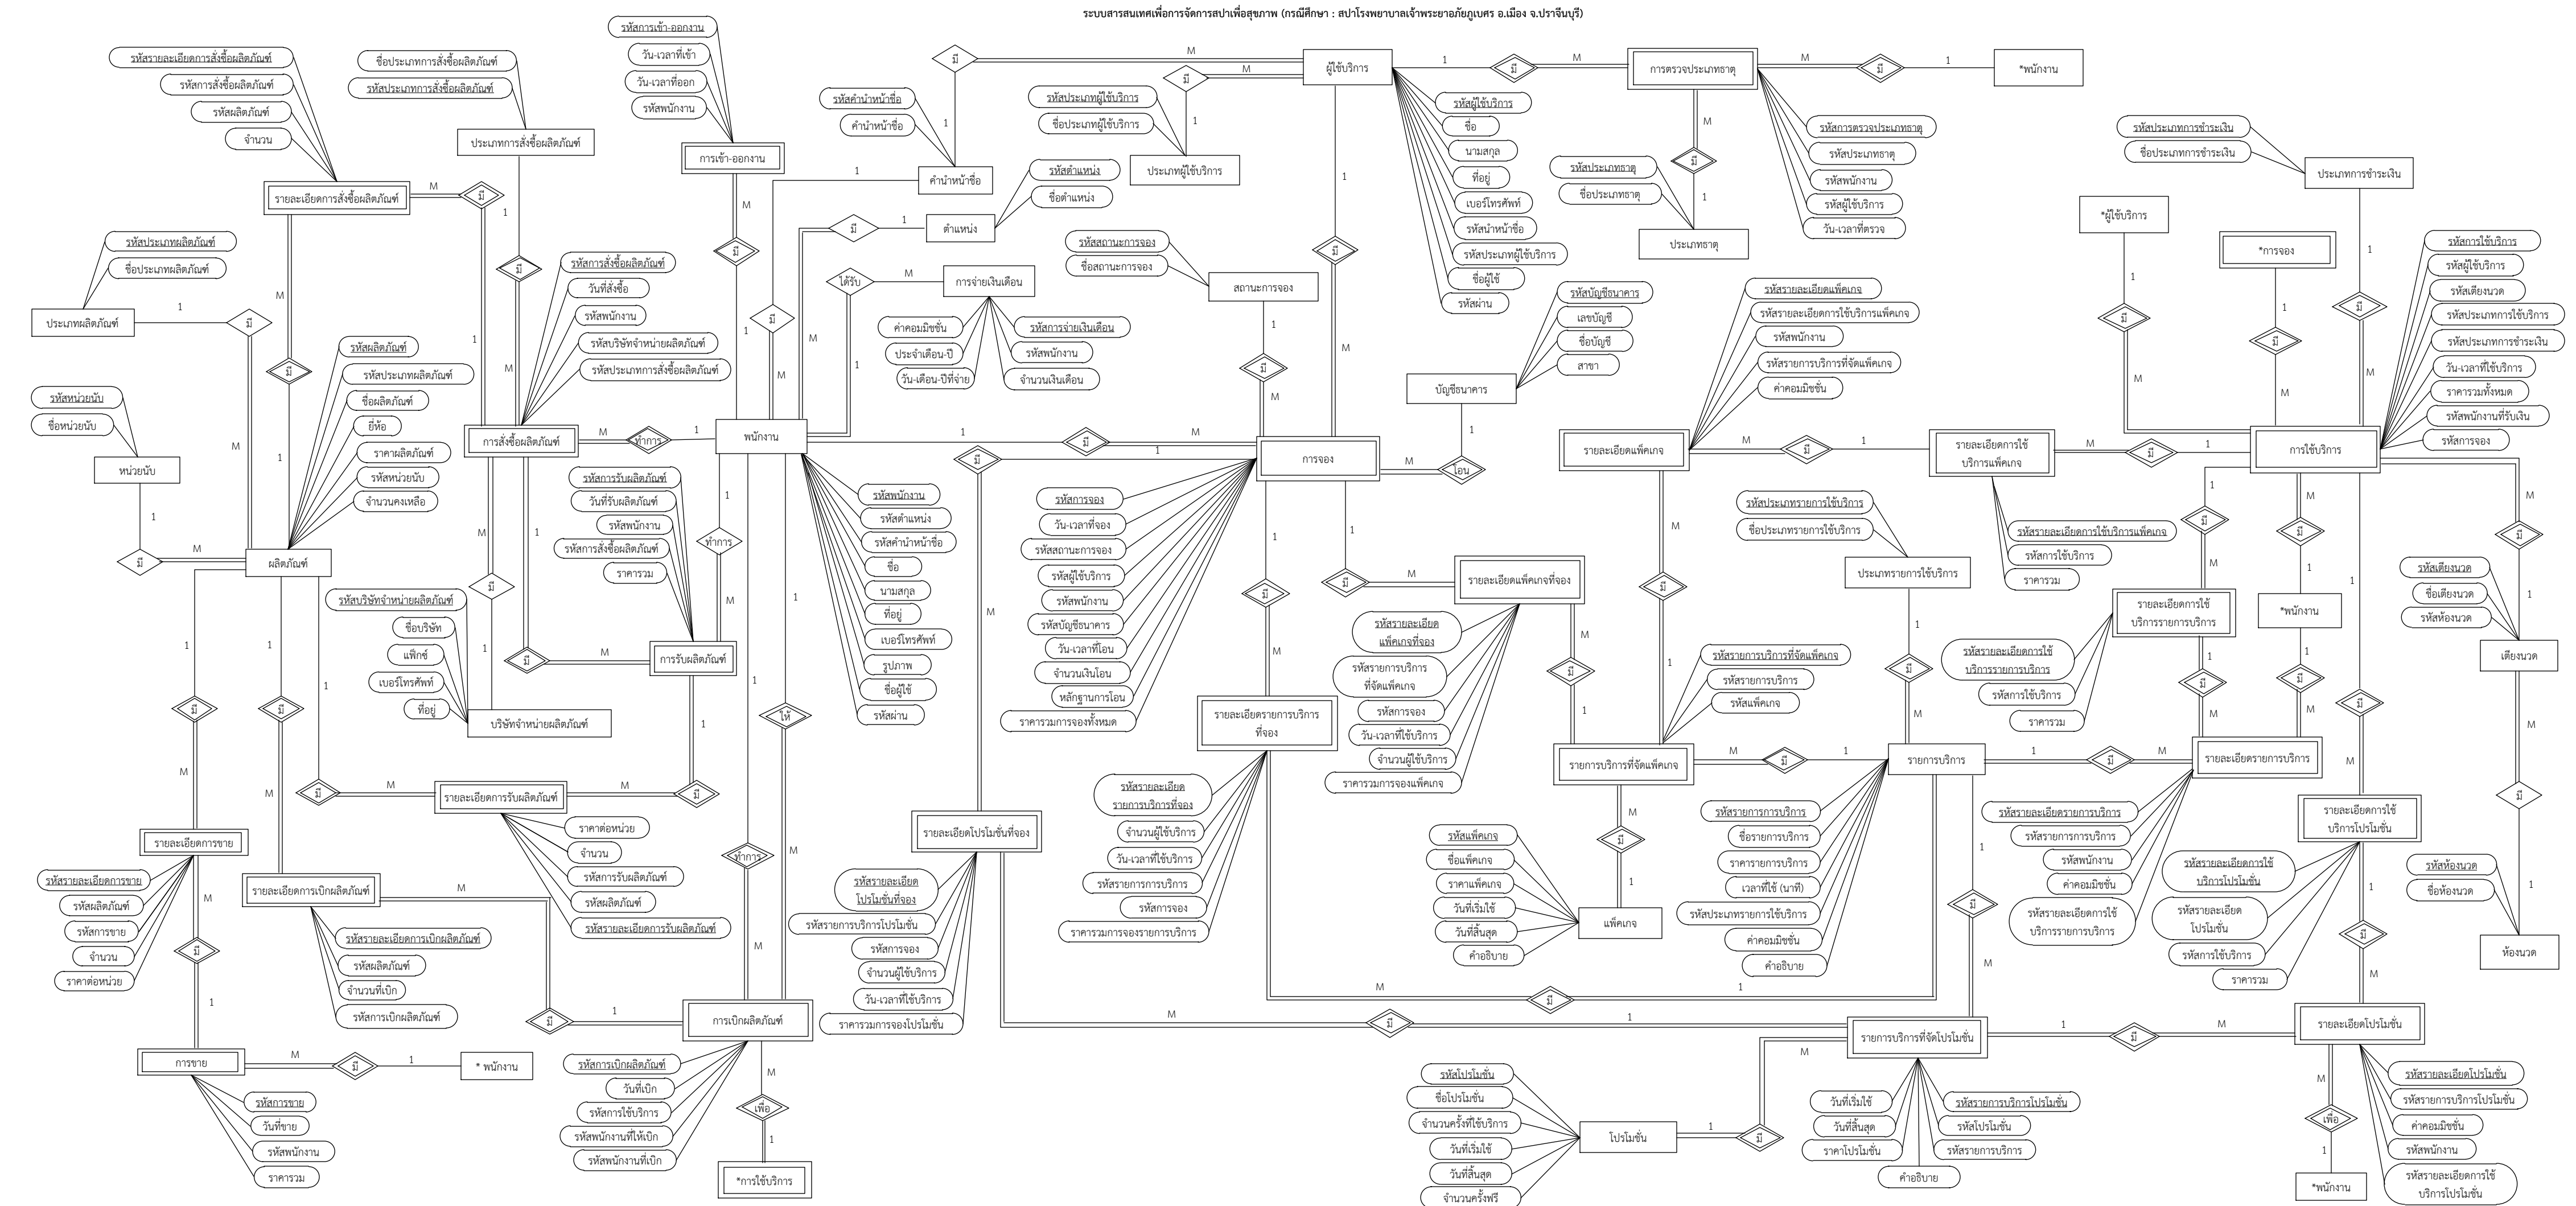 ระบบสารสนเทศเพื่อการจัดการสปาเพื่อสุขภาพ (กรณีศึกษา : สปาโรงพยาบาลเจ้าพระยาอภัยภูเบศร อ.เมือง จ.ปราจีนบุรี)
รหัสรายละเอียดการสั่งซื้อผลิตภัณฑ์
รหัสการสั่งซื้อผลิตภัณฑ์
รหัสผลิตภัณฑ์
จำนวน
รายละเอียดการสั่งซื้อผลิตภัณฑ์
M
มี
1
M
มี
1
ชื่อประเภทการสั่งซื้อผลิตภัณฑ์
รหัสประเภทการสั่งซื้อผลิตภัณฑ์
ประเภทการสั่งซื้อผลิตภัณฑ์
1
มี
M
รหัสการเข้า-ออกงาน
วัน-เวลาที่เข้า
วัน-เวลาที่ออก
รหัสพนักงาน
การเข้า-ออกงาน
M
มี
1
รหัสคำนำหน้าชื่อ
คำนำหน้าชื่อ
คำนำหน้าชื่อ
1
มี
M
1
มี
M
รหัสประเภทผู้ใช้บริการ
ชื่อประเภทผู้ใช้บริการ
ประเภทผู้ใช้บริการ
1
มี
M
รหัสตำแหน่ง
ชื่อตำแหน่ง
ตำแหน่ง
1
มี
M
ผู้ใช้บริการ
รหัสผู้ใช้บริการ
ชื่อ
นามสกุล
ที่อยู่
เบอร์โทรศัพท์
รหัสนำหน้าชื่อ
รหัสประเภทผู้ใช้บริการ
ชื่อผู้ใช้
รหัสผ่าน
1
มี
M
1
มี
M
การตรวจประเภทธาตุ
M
มี
1
*พนักงาน
รหัสการตรวจประเภทธาตุ
รหัสประเภทธาตุ
รหัสพนักงาน
รหัสผู้ใช้บริการ
วัน-เวลาที่ตรวจ
M
มี
1
รหัสประเภทธาตุ
ชื่อประเภทธาตุ
ประเภทธาตุ
รหัสประเภทการชำระเงิน
ชื่อประเภทการชำระเงิน
ประเภทการชำระเงิน
1
มี
M
*ผู้ใช้บริการ
1
มี
M
*การจอง
1
มี
M
รหัสการใช้บริการ
รหัสผู้ใช้บริการ
รหัสเตียงนวด
รหัสประเภทการใช้บริการ
รหัสประเภทการชำระเงิน
วัน-เวลาที่ใช้บริการ
ราคารวมทั้งหมด
รหัสพนักงานที่รับเงิน
รหัสการจอง
การใช้บริการ
รหัสประเภทผลิตภัณฑ์
ชื่อประเภทผลิตภัณฑ์
ประเภทผลิตภัณฑ์
1
มี
M
รหัสหน่วยนับ
ชื่อหน่วยนับ
หน่วยนับ
1
มี
M
รหัสผลิตภัณฑ์
รหัสประเภทผลิตภัณฑ์
ชื่อผลิตภัณฑ์
ยี่ห้อ
ราคาผลิตภัณฑ์
รหัสหน่วยนับ
จำนวนคงเหลือ
ผลิตภัณฑ์
รหัสการสั่งซื้อผลิตภัณฑ์
วันที่สั่งซื้อ
รหัสพนักงาน
รหัสบริษัทจำหน่ายผลิตภัณฑ์
รหัสประเภทการสั่งซื้อผลิตภัณฑ์
การสั่งซื้อผลิตภัณฑ์
M
ทำการ
1
พนักงาน
1
ได้รับ
M
การจ่ายเงินเดือน
ค่าคอมมิชชั่น
ประจำเดือน-ปี
วัน-เดือน-ปีที่จ่าย
รหัสการจ่ายเงินเดือน
รหัสพนักงาน
จำนวนเงินเดือน
รหัสสถานะการจอง
ชื่อสถานะการจอง
สถานะการจอง
1
มี
M
รหัสบัญชีธนาคาร
เลขบัญชี
ชื่อบัญชี
สาขา
บัญชีธนาคาร
1
โอน
M
1
มี
M
การจอง
รหัสการจอง
วัน-เวลาที่จอง
รหัสสถานะการจอง
รหัสผู้ใช้บริการ
รหัสพนักงาน
รหัสบัญชีธนาคาร
วัน-เวลาที่โอน
จำนวนเงินโอน
หลักฐานการโอน
ราคารวมการจองทั้งหมด
รหัสพนักงาน
รหัสตำแหน่ง
รหัสคำนำหน้าชื่อ
ชื่อ
นามสกุล
ที่อยู่
เบอร์โทรศัพท์
รูปภาพ
ชื่อผู้ใช้
รหัสผ่าน
รหัสการรับผลิตภัณฑ์
วันที่รับผลิตภัณฑ์
รหัสพนักงาน
รหัสการสั่งซื้อผลิตภัณฑ์
ราคารวม
การรับผลิตภัณฑ์
1
ทำการ
M
1
มี
M
M
มี
1
รหัสบริษัทจำหน่ายผลิตภัณฑ์
ชื่อบริษัท
แฟ็กซ์
เบอร์โทรศัพท์
ที่อยู่
บริษัทจำหน่ายผลิตภัณฑ์
1
มี
M
รายละเอียดการรับผลิตภัณฑ์
M
มี
1
ราคาต่อหน่วย
จำนวน
รหัสการรับผลิตภัณฑ์
รหัสผลิตภัณฑ์
รหัสรายละเอียดการรับผลิตภัณฑ์
1
มี
M
รายละเอียดการขาย
รหัสรายละเอียดการขาย
รหัสผลิตภัณฑ์
รหัสการขาย
จำนวน
ราคาต่อหน่วย
M
มี
1
การขาย
M
มี
1
* พนักงาน
รหัสการขาย
วันที่ขาย
รหัสพนักงาน
ราคารวม
1
มี
M
รายละเอียดการเบิกผลิตภัณฑ์
รหัสรายละเอียดการเบิกผลิตภัณฑ์
รหัสผลิตภัณฑ์
จำนวนที่เบิก
รหัสการเบิกผลิตภัณฑ์
M
มี
1
การเบิกผลิตภัณฑ์
1
ทำการ
M
1
ให้
M
รหัสการเบิกผลิตภัณฑ์
วันที่เบิก
รหัสการใช้บริการ
รหัสพนักงานที่ให้เบิก
รหัสพนักงานที่เบิก
M
เพื่อ
1
*การใช้บริการ
1
มี
M
รายละเอียดโปรโมชั่นที่จอง
รหัสรายละเอียด
โปรโมชั่นที่จอง
รหัสรายการบริการโปรโมชั่น
รหัสการจอง
จำนวนผู้ใช้บริการ
วัน-เวลาที่ใช้บริการ
ราคารวมการจองโปรโมชั่น
M
มี
1
1
มี
M
รายละเอียดรายการบริการ
ที่จอง
รหัสรายละเอียด
รายการบริการที่จอง
จำนวนผู้ใช้บริการ
วัน-เวลาที่ใช้บริการ
รหัสรายการการบริการ
รหัสการจอง
ราคารวมการจองรายการบริการ
M
มี
1
1
มี
M
รายละเอียดแพ็คเกจที่จอง
รหัสรายละเอียด
แพ็คเกจที่จอง
รหัสรายการบริการ
ที่จัดแพ็คเกจ
รหัสการจอง
วัน-เวลาที่ใช้บริการ
จำนวนผู้ใช้บริการ
ราคารวมการจองแพ็คเกจ
M
มี
1
รหัสรายละเอียดแพ็คเกจ
รหัสรายละเอียดการใช้บริการแพ็คเกจ
รหัสพนักงาน
รหัสรายการบริการที่จัดแพ็คเกจ
ค่าคอมมิชชั่น
รายละเอียดแพ็คเกจ
M
มี
1
รายละเอียดการใช้
บริการแพ็คเกจ
M
มี
1
รหัสรายละเอียดการใช้บริการแพ็คเกจ
รหัสการใช้บริการ
ราคารวม
M
มี
1
รหัสรายการบริการที่จัดแพ็คเกจ
รหัสรายการบริการ
รหัสแพ็คเกจ
รายการบริการที่จัดแพ็คเกจ
M
มี
1
M
มี
1
รหัสแพ็คเกจ
ชื่อแพ็คเกจ
ราคาแพ็คเกจ
วันที่เริ่มใช้
วันที่สิ้นสุด
คำอธิบาย
แพ็คเกจ
รหัสประเภทรายการใช้บริการ
ชื่อประเภทรายการใช้บริการ
ประเภทรายการใช้บริการ
1
มี
M
รายการบริการ
รหัสรายการการบริการ
ชื่อรายการบริการ
ราคารายการบริการ
เวลาที่ใช้ (นาที)
รหัสประเภทรายการใช้บริการ
ค่าคอมมิชชั่น
คำอธิบาย
1
มี
M
รายละเอียดรายการบริการ
รหัสรายละเอียดรายการบริการ
รหัสรายการการบริการ
รหัสพนักงาน
ค่าคอมมิชชั่น
รหัสรายละเอียดการใช้
บริการรายการบริการ
1
มี
M
รายละเอียดการใช้
บริการรายการบริการ
รหัสรายละเอียดการใช้
บริการรายการบริการ
รหัสการใช้บริการ
ราคารวม
1
มี
M
M
มี
1
*พนักงาน
1
มี
M
M
มี
1
รหัสเตียงนวด
ชื่อเตียงนวด
รหัสห้องนวด
เตียงนวด
M
มี
1
รหัสห้องนวด
ชื่อห้องนวด
ห้องนวด
1
มี
M
รายละเอียดการใช้
บริการโปรโมชั่น
รหัสรายละเอียดการใช้
บริการโปรโมชั่น
รหัสรายละเอียด
โปรโมชั่น
รหัสการใช้บริการ
ราคารวม
1
มี
M
รายละเอียดโปรโมชั่น
รหัสรายละเอียดโปรโมชั่น
รหัสรายการบริการโปรโมชั่น
ค่าคอมมิชชั่น
รหัสพนักงาน
รหัสรายละเอียดการใช้
บริการโปรโมชั่น
M
เพื่อ
1
*พนักงาน
1
มี
M
รายการบริการที่จัดโปรโมชั่น
1
มี
M
วันที่เริ่มใช้
วันที่สิ้นสุด
ราคาโปรโมชั่น
คำอธิบาย
รหัสรายการบริการโปรโมชั่น
รหัสโปรโมชั่น
รหัสรายการบริการ
M
มี
1
รหัสโปรโมชั่น
ชื่อโปรโมชั่น
จำนวนครั้งที่ใช้บริการ
วันที่เริ่มใช้
วันที่สิ้นสุด
จำนวนครั้งฟรี
โปรโมชั่น